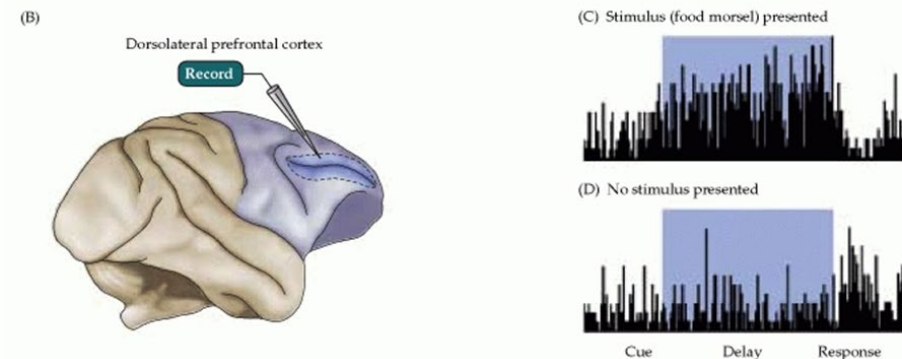 (B)
Dorsolateral prefrontal cortex
Record
(C) Stimulus (food morsel) presented
(D) No stimulus presented
Cue Delay Response